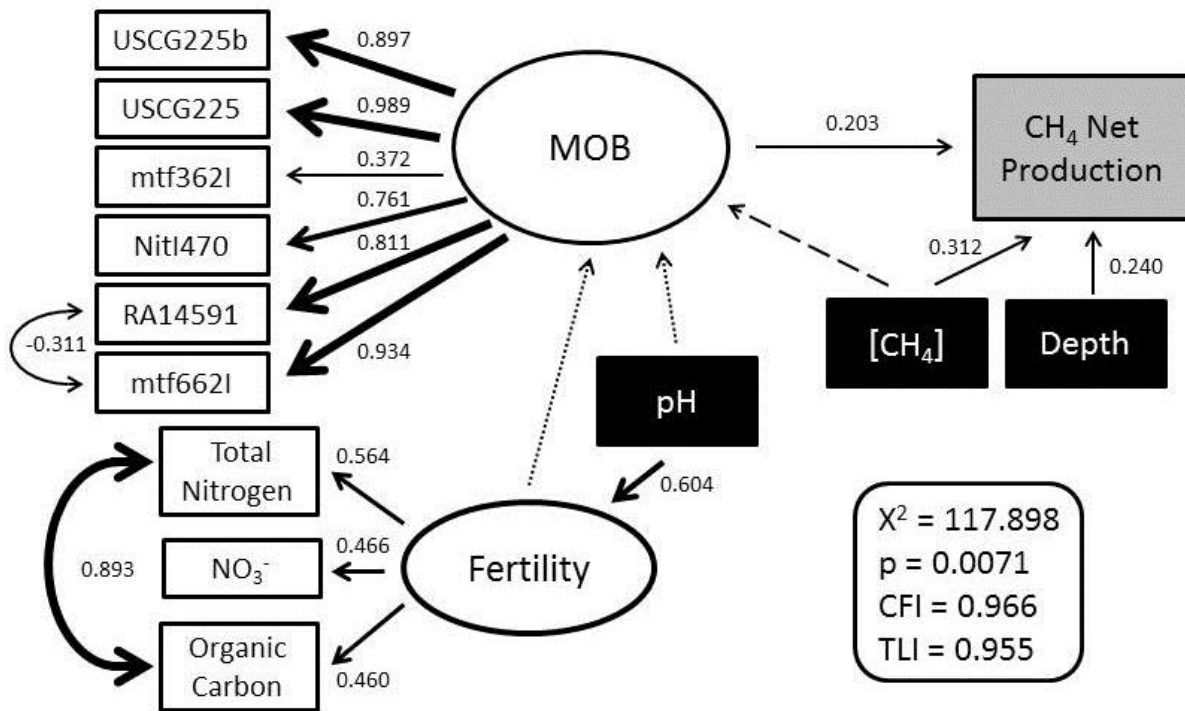 USCG225b
0.897
USCG225
0.989
mtf362I
0.372
NitI470
0.761
RA14591
0.811
mtf662I
0.934
-0.311
MOB
0.203
CH₄ Net
Production
0.312
0.240
[CH₄]
Depth
pH
0.604
Total
Nitrogen
0.564
NO₃⁻
0.466
Organic
Carbon
0.460
0.893
Fertility
X² = 117.898
p = 0.0071
CFI = 0.966
TLI = 0.955